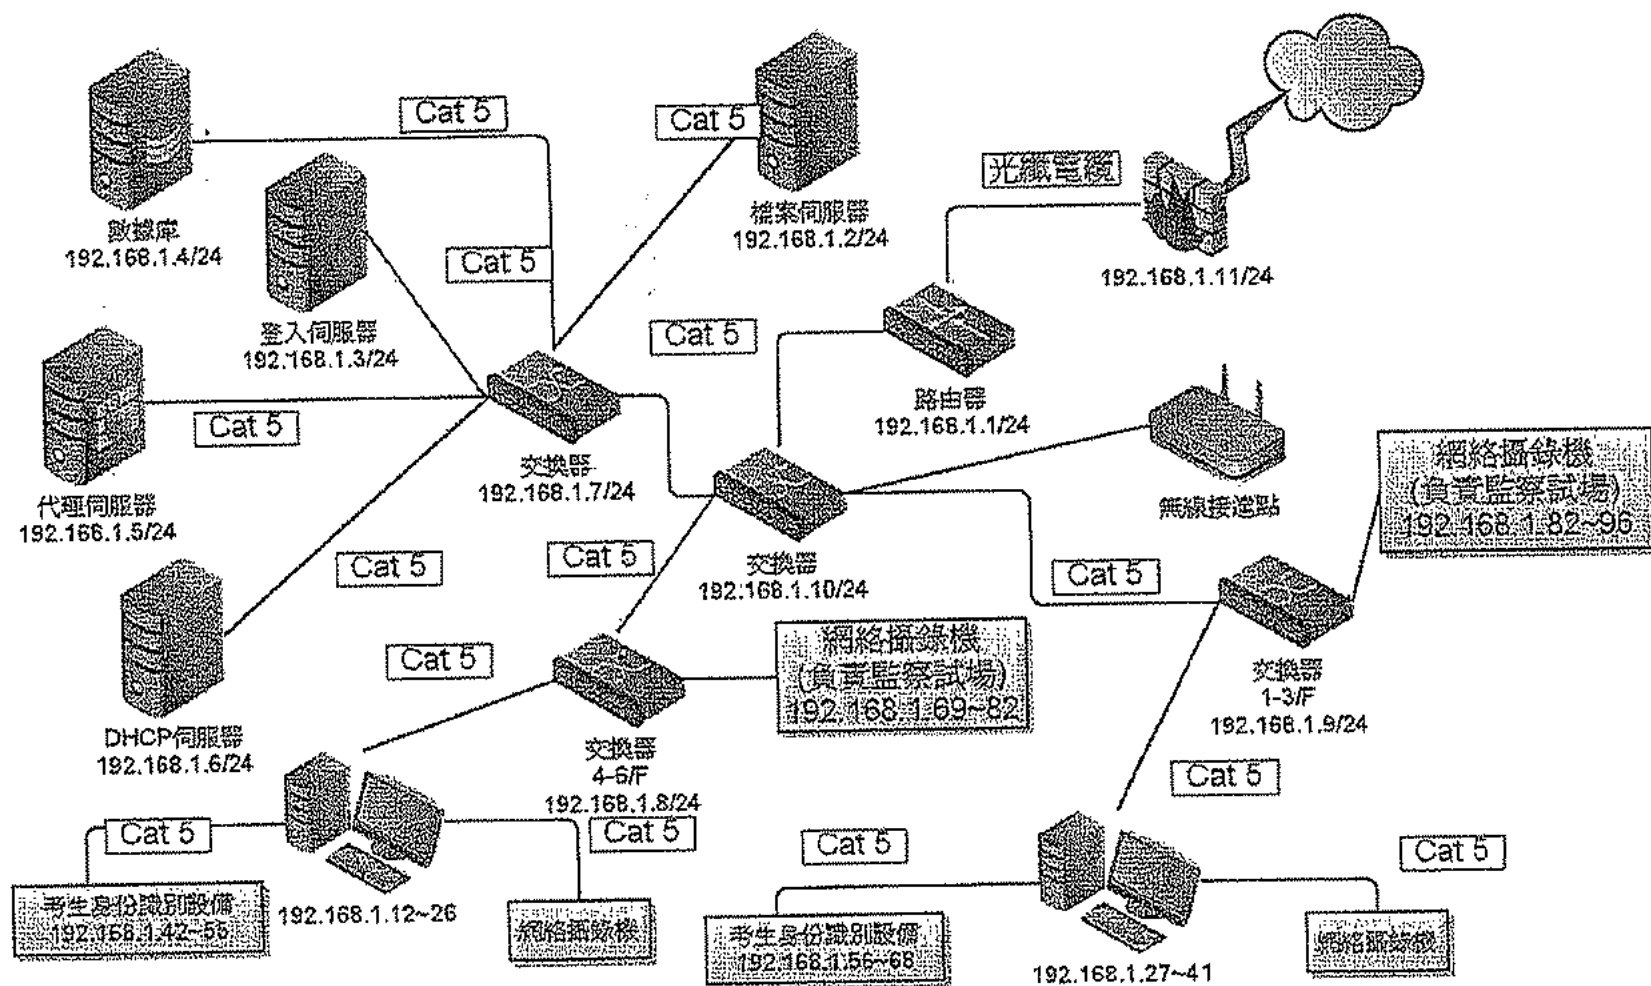 Cat 5
Cat 5
光纖電纜
數據庫
192.168.1.4/24
檔案伺服器
192.168.1.2/24
Cat 5
192.168.1.11/24
登入伺服器
192.168.1.3/24
Cat 5
路由器
192.168.1.1/24
Cat 5
代理伺服器
192.168.1.5/24
交換器
192.168.1.7/24
無線接達點
網絡攝錄機
(負責監察試場)
192.168.1.82~96
Cat 5
Cat 5
交換器
192.168.1.10/24
Cat 5
Cat 5
網絡攝錄機
(負責監察試場)
192.168.1.69~82
交換器
1-3/F
192.168.1.9/24
DHCP伺服器
192.168.1.6/24
交換器
4-6/F
192.168.1.8/24
Cat 5
Cat 5
Cat 5
Cat 5
Cat 5
考生身份識別設備
192.168.1.42~56
192.168.1.12~26
網絡攝錄機
考生身份識別設備
192.168.1.56~68
192.168.1.27~41
網絡攝錄機